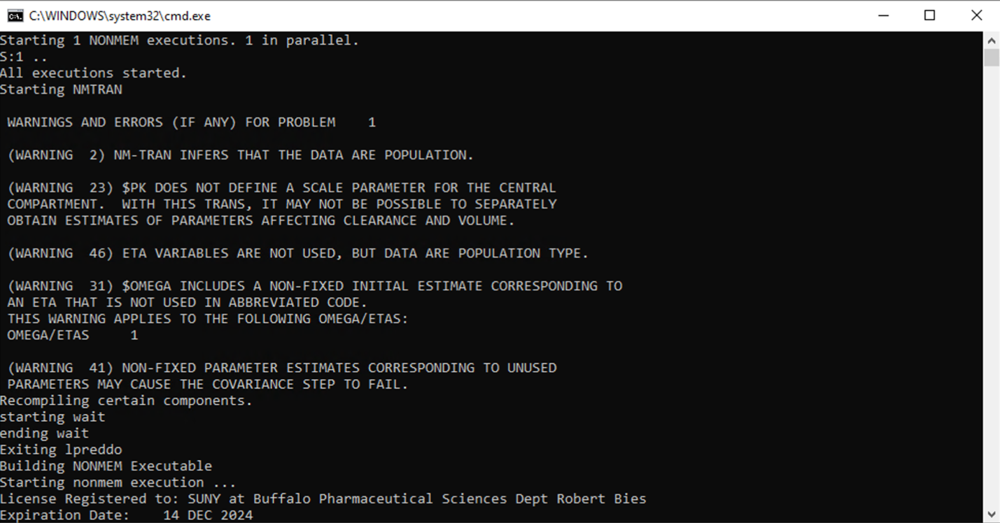 C:\WINDOWS\system32\cmd.exe
Starting 1 NONMEM executions. 1 in parallel.
S:1 ..
All executions started.
Starting NMTRAN
WARNINGS AND ERRORS (IF ANY) FOR PROBLEM    1
(WARNING  2) NM-TRAN INFERS THAT THE DATA ARE POPULATION.
(WARNING  23) $PK DOES NOT DEFINE A SCALE PARAMETER FOR THE CENTRAL
COMPARTMENT.  WITH THIS TRANS, IT MAY NOT BE POSSIBLE TO SEPARATELY
OBTAIN ESTIMATES OF PARAMETERS AFFECTING CLEARANCE AND VOLUME.
(WARNING  46) ETA VARIABLES ARE NOT USED, BUT DATA ARE POPULATION TYPE.
(WARNING  31) $OMEGA INCLUDES A NON-FIXED INITIAL ESTIMATE CORRESPONDING TO
AN ETA THAT IS NOT USED IN ABBREVIATED CODE.
THIS WARNING APPLIES TO THE FOLLOWING OMEGA/ETAS:
OMEGA/ETAS     1
(WARNING  41) NON-FIXED PARAMETER ESTIMATES CORRESPONDING TO UNUSED
PARAMETERS MAY CAUSE THE COVARIANCE STEP TO FAIL.
Recompiling certain components.
starting wait
ending wait
Exiting lpreddo
Building NONMEM Executable
Starting nonmem execution ...
License Registered to: SUNY at Buffalo Pharmaceutical Sciences Dept Robert Bies
Expiration Date:    14 DEC 2024